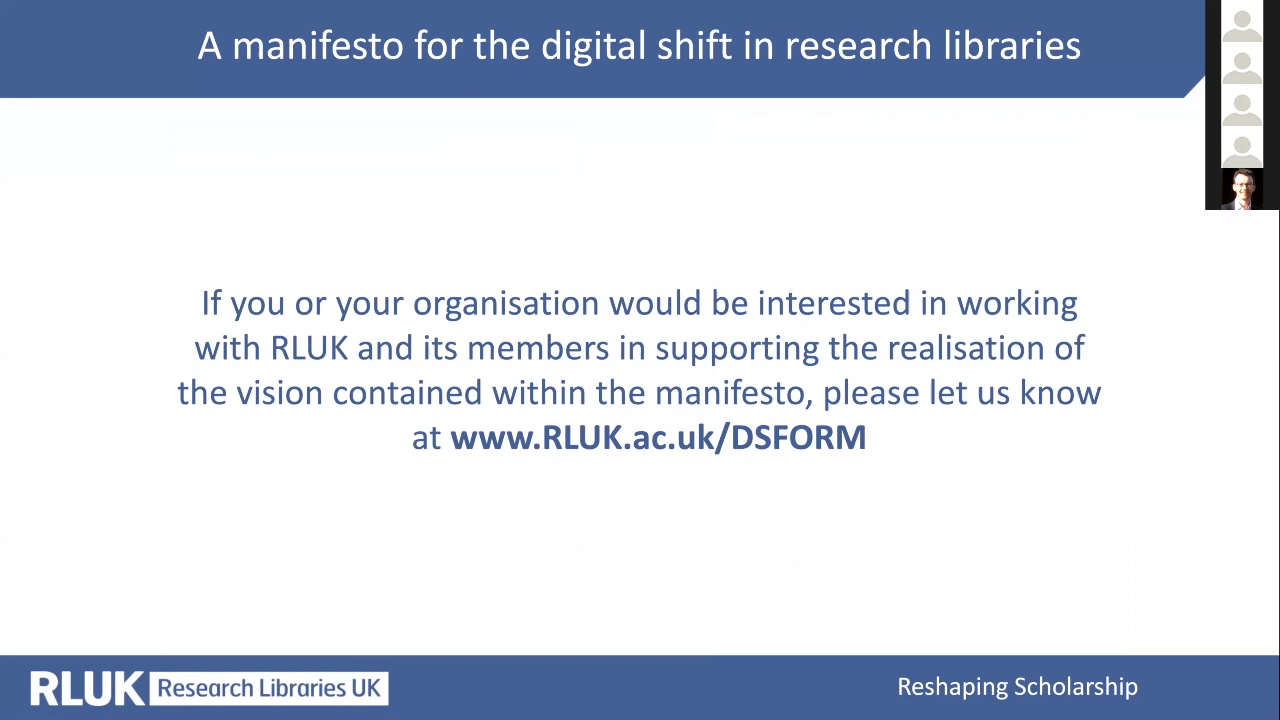 A manifesto for the digital shift in research libraries
If you or your organisation would be interested in working
with RLUK and its members in supporting the realisation of
the vision contained within the manifesto, please let us know
at www.RLUK.ac.uk/DSFORM
RLUK Research Libraries UK
Reshaping Scholarship